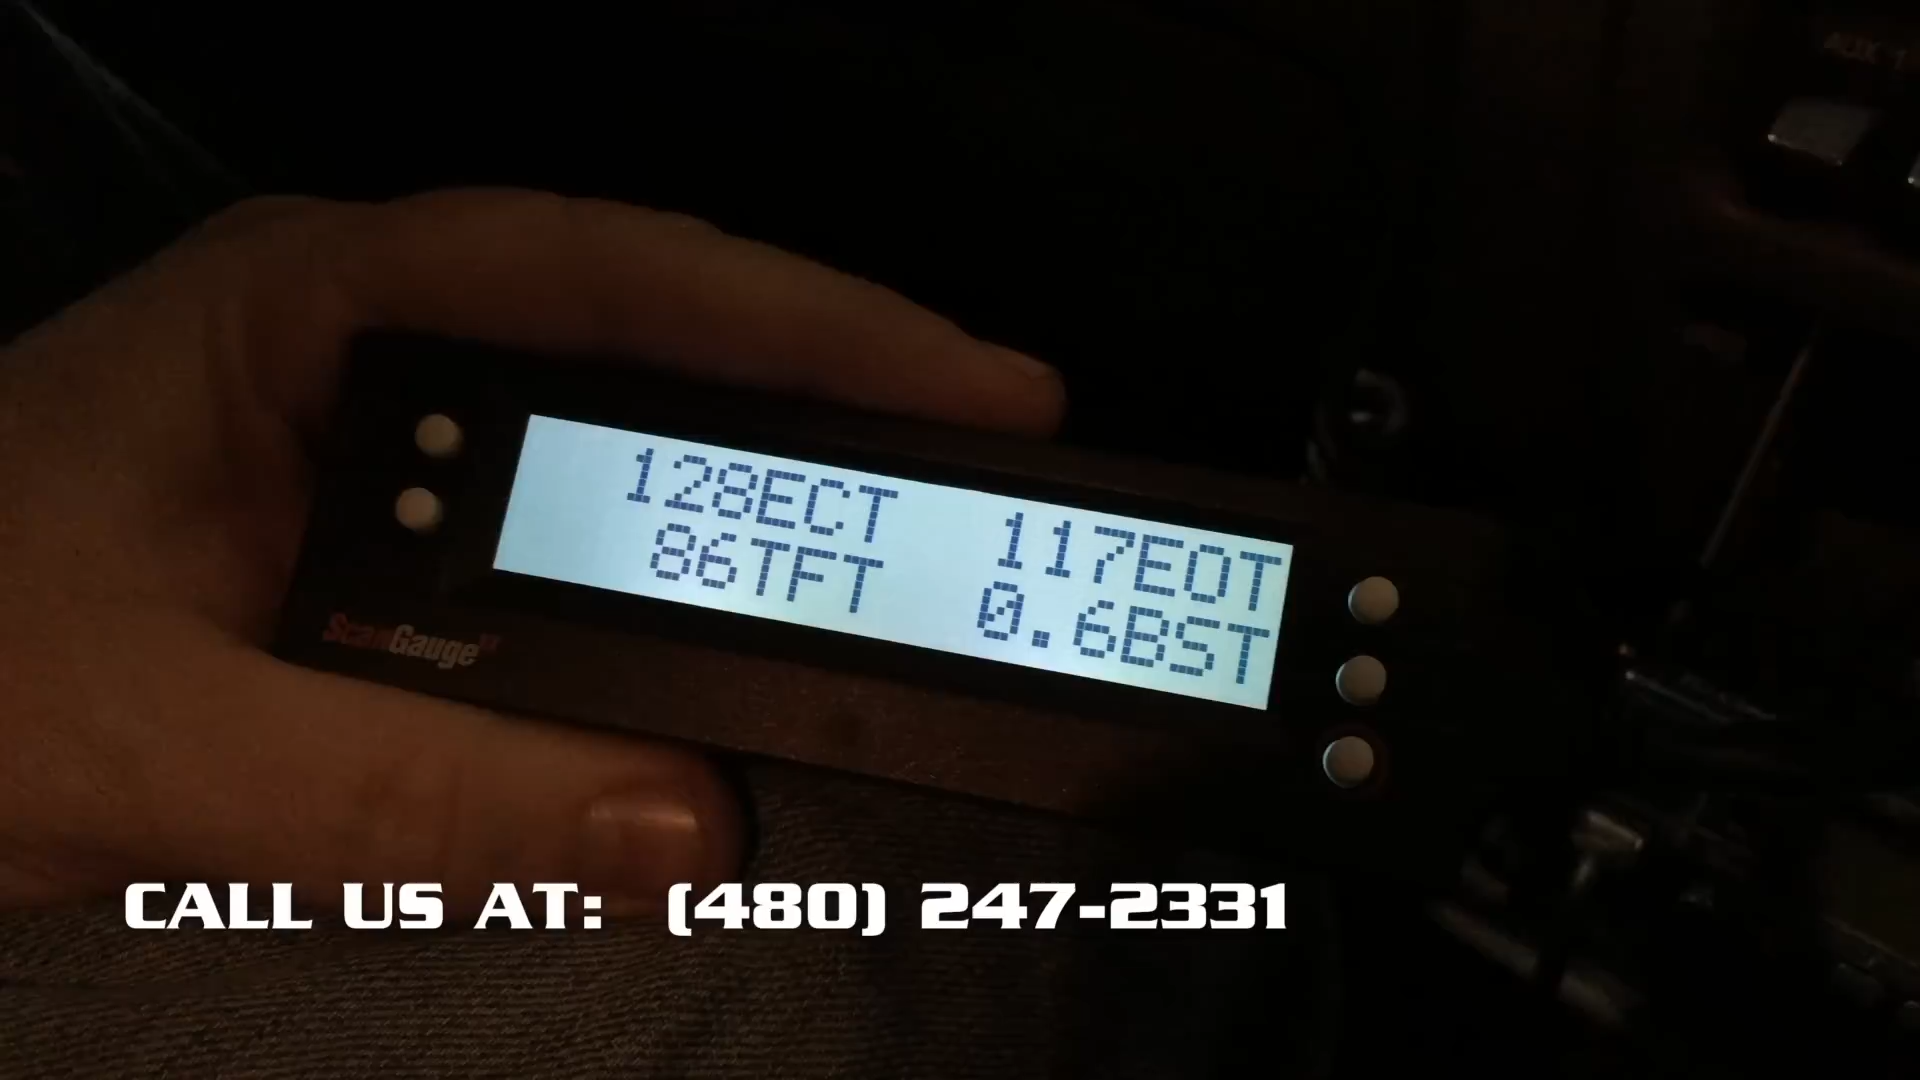 128ECT 117EOT
86TFT 0.6BST
ScanGauge
CALL US AT: (480) 247-2331